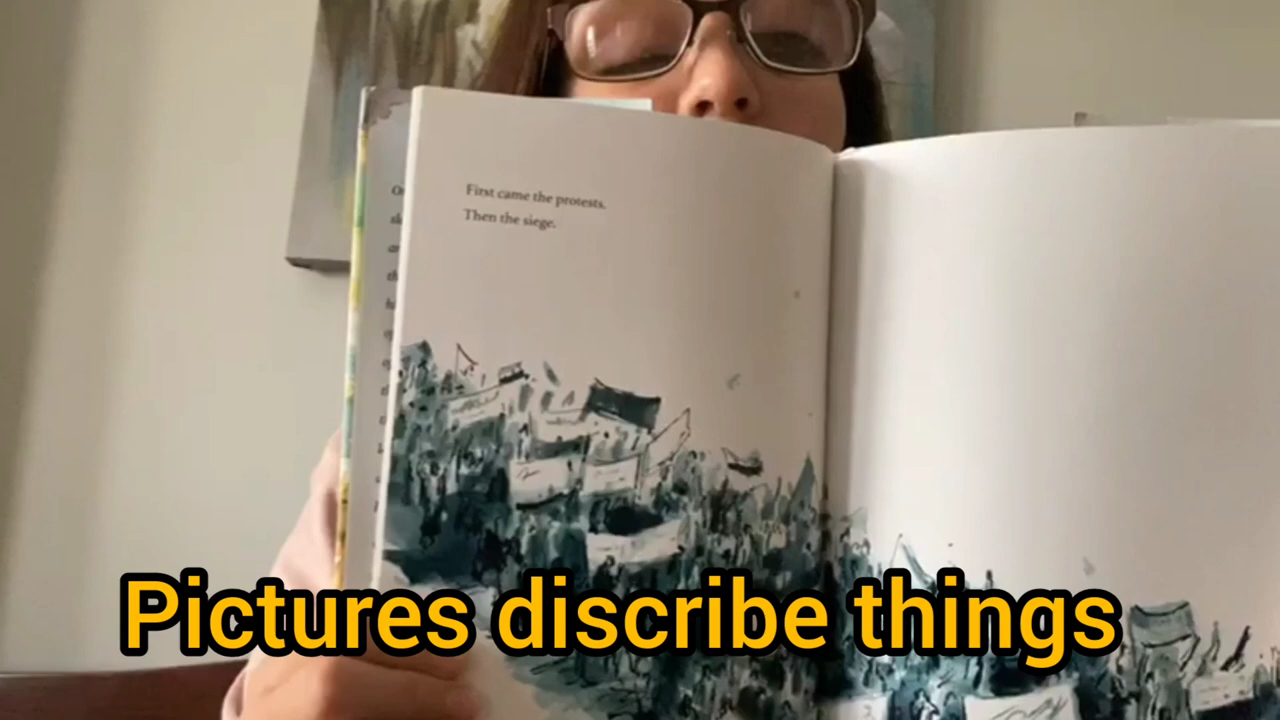 First came the protests.
Then the siege.
Pictures discribe things